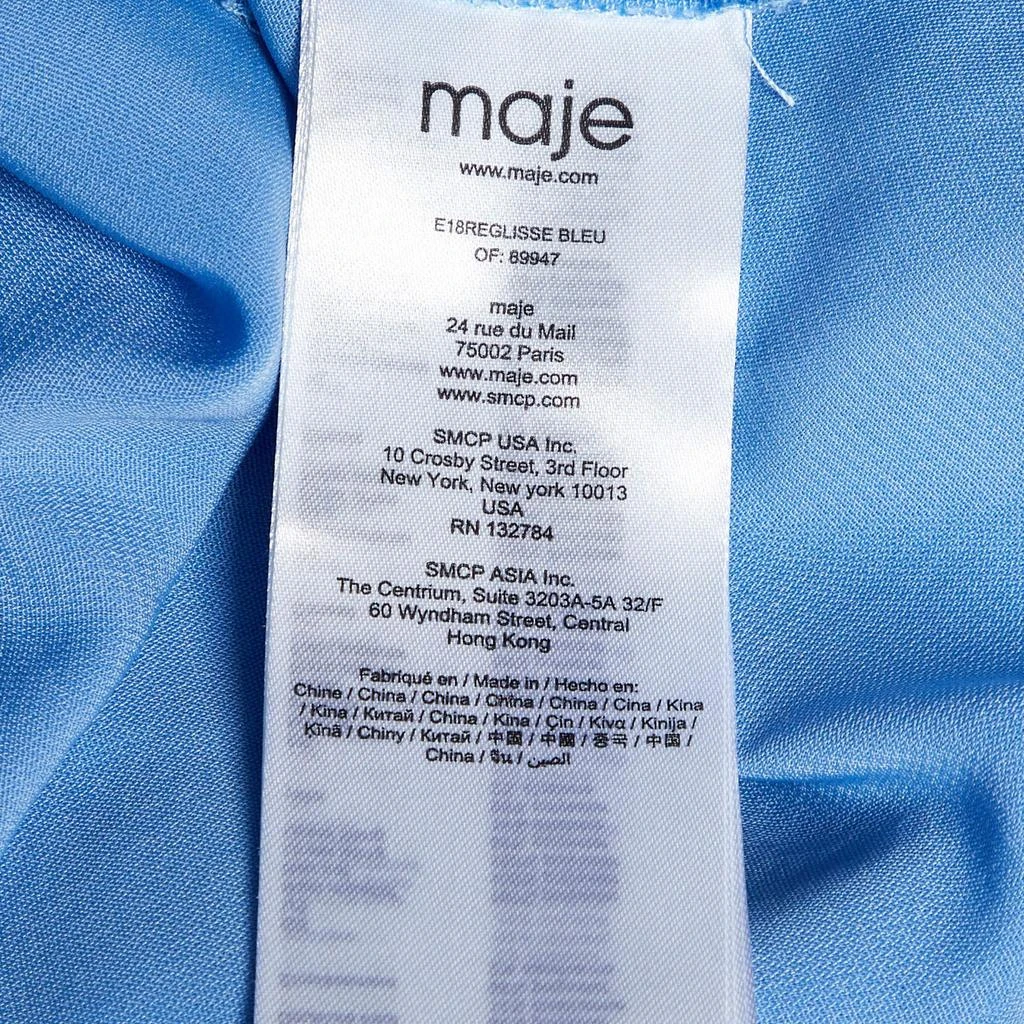 maje
www.maje.com
E18REGLISSE BLEU
OF: 89947
maje
24 rue du Mail
75002 Paris
www.maje.com
www.smcp.com
SMCP USA Inc.
10 Crosby Street, 3rd Floor
New York, New york 10013
USA
RN 132784
SMCP ASIA Inc.
The Centrium, Suite 3203A-5A 32/F
60 Wyndham Street, Central
Hong Kong
Fabriqué en / Made in / Hecho en:
Chine / China / China / China / Cina / Kina
/ Kina / Китай / China / Kina / Çin / Κίνα / Kinija /
Ķīnā / Chiny / Китай / 中国 / 中國 / 중국 / 中国 /
China / จีน / الصين